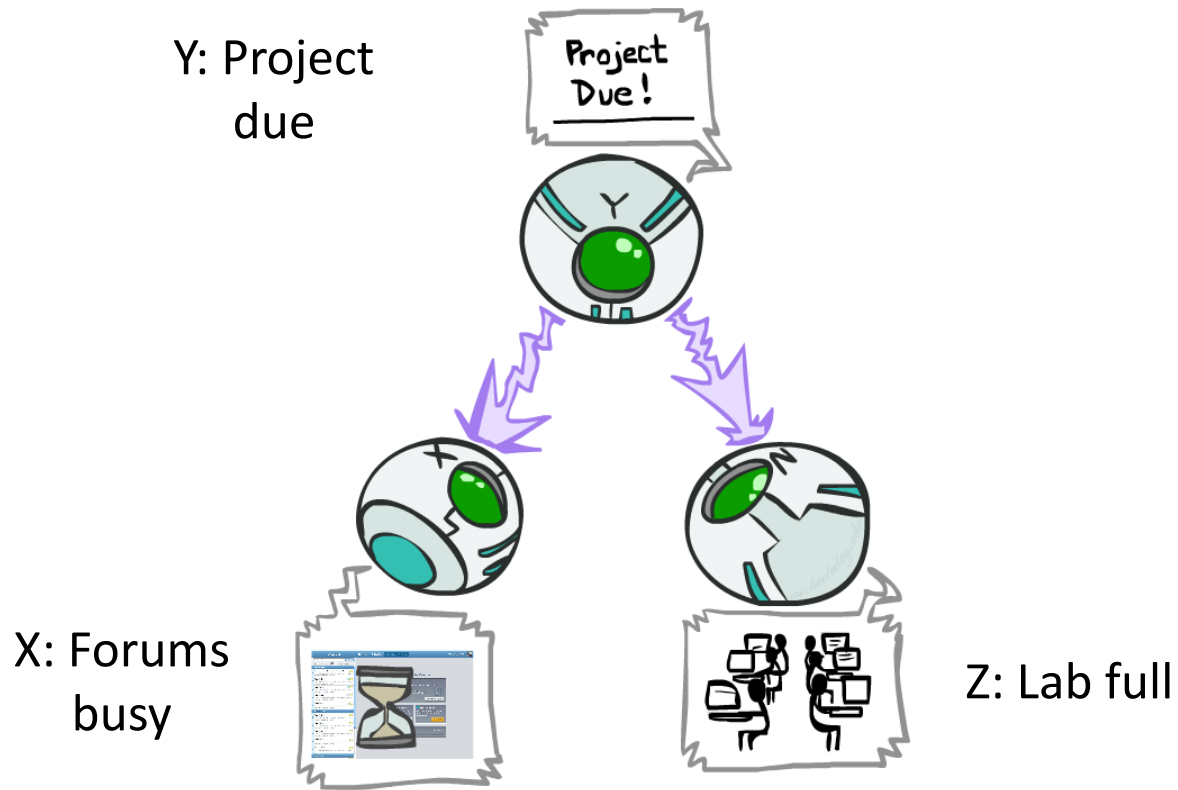 Y: Project
due
Project
Due!
Y
X
Z
X: Forums
busy
Z: Lab full